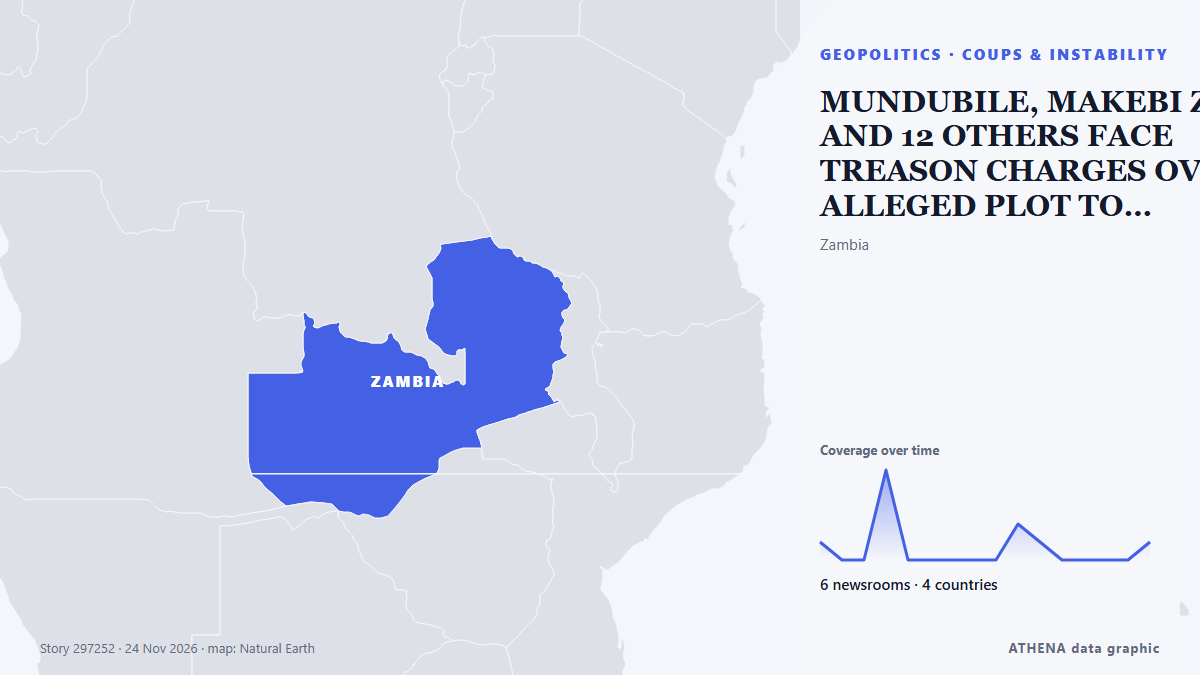 GEOPOLITICS · COUPS & INSTABILITY
MUNDUBILE, MAKEBI Z
AND 12 OTHERS FACE
TREASON CHARGES OV
ALLEGED PLOT TO...
Zambia
ZAMBIA
Coverage over time
6 newsrooms · 4 countries
Story 297252 · 24 Nov 2026 · map: Natural Earth
ATHENA data graphic